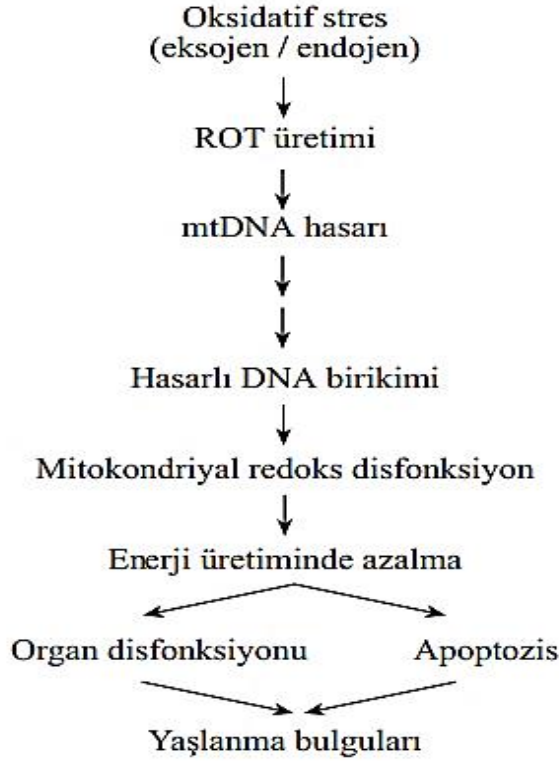 Oksidatif stres
(eksojen / endojen)
ROT üretimi
mtDNA hasarı
Hasarlı DNA birikimi
Mitokondriyal redoks disfonksiyon
Enerji üretiminde azalma
Organ disfonksiyonu Apoptozis
Yaşlanma bulguları